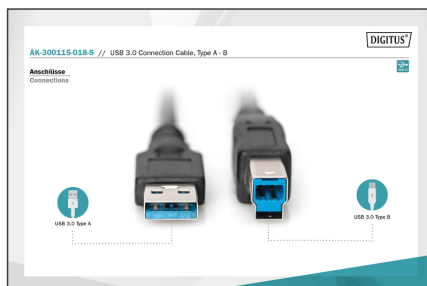 DIGITUS®
AK-300115-018-S // USB 3.0 Connection Cable, Type A - B
Anschlüsse
Connections
USB 3.0 Type A
USB 3.0 Type B